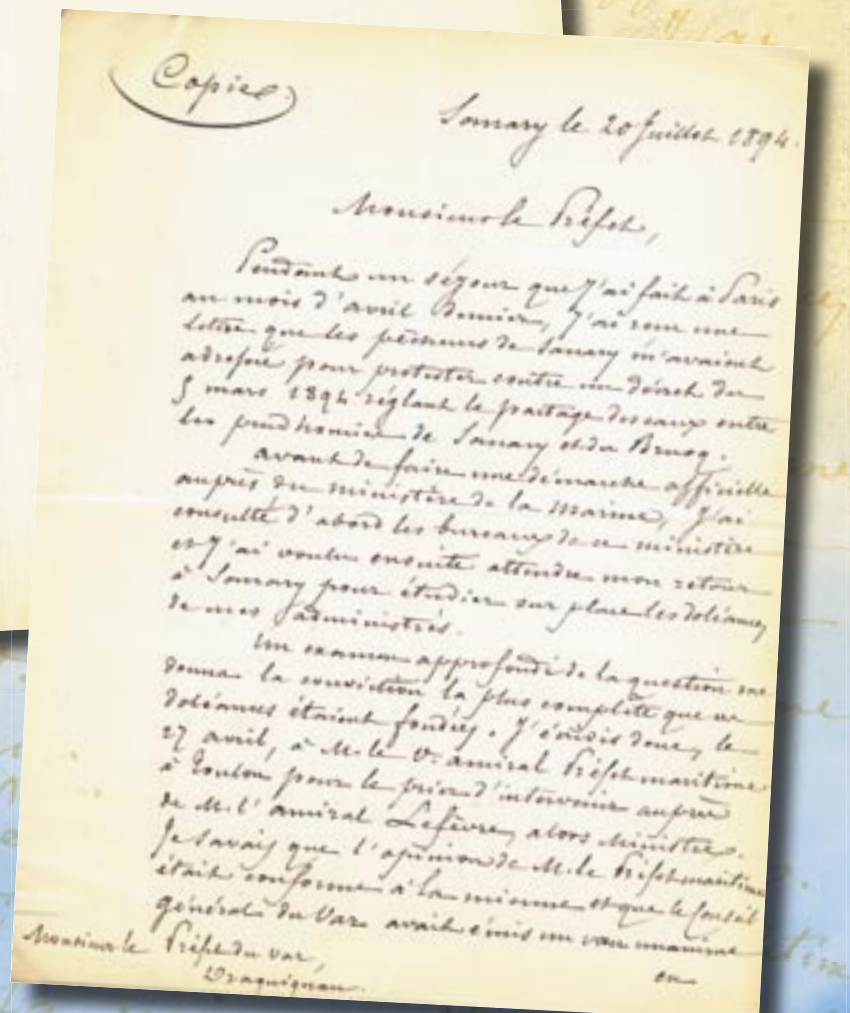 Copie
Sanary le 20 Juillet 1894.
Monsieur le Préfet,
Pendant un séjour que j'ai fait à Paris
au mois d'avril dernier, j'ai reçu une
lettre que les pêcheurs de Sanary m'avaient
adressée pour protester contre un décret du
5 mars 1894 réglant le partage des eaux entre
les prud'homies de Sanary et du Brusq.
avant de faire une démarche officielle
auprès du ministère de la marine, j'ai
consulté d'abord les bureaux de ce ministère
et j'ai voulu ensuite attendre mon retour
à Sanary pour étudier sur place les doléances
de mes administrés.
Un examen approfondi de la question me
donna la conviction la plus complète que ces
doléances étaient fondées. J'écrivis donc, le
27 avril, à M. le v. amiral Préfet maritime
à Toulon pour le prier d'intervenir auprès
de M. l'amiral Lefèvre, alors Ministre.
Je savais que l'opinion de M. le Préfet maritime
était conforme à la mienne et que le Conseil
général du Var avait émis un vœu unanime
en
Monsieur le Préfet du Var,
Draguignan.